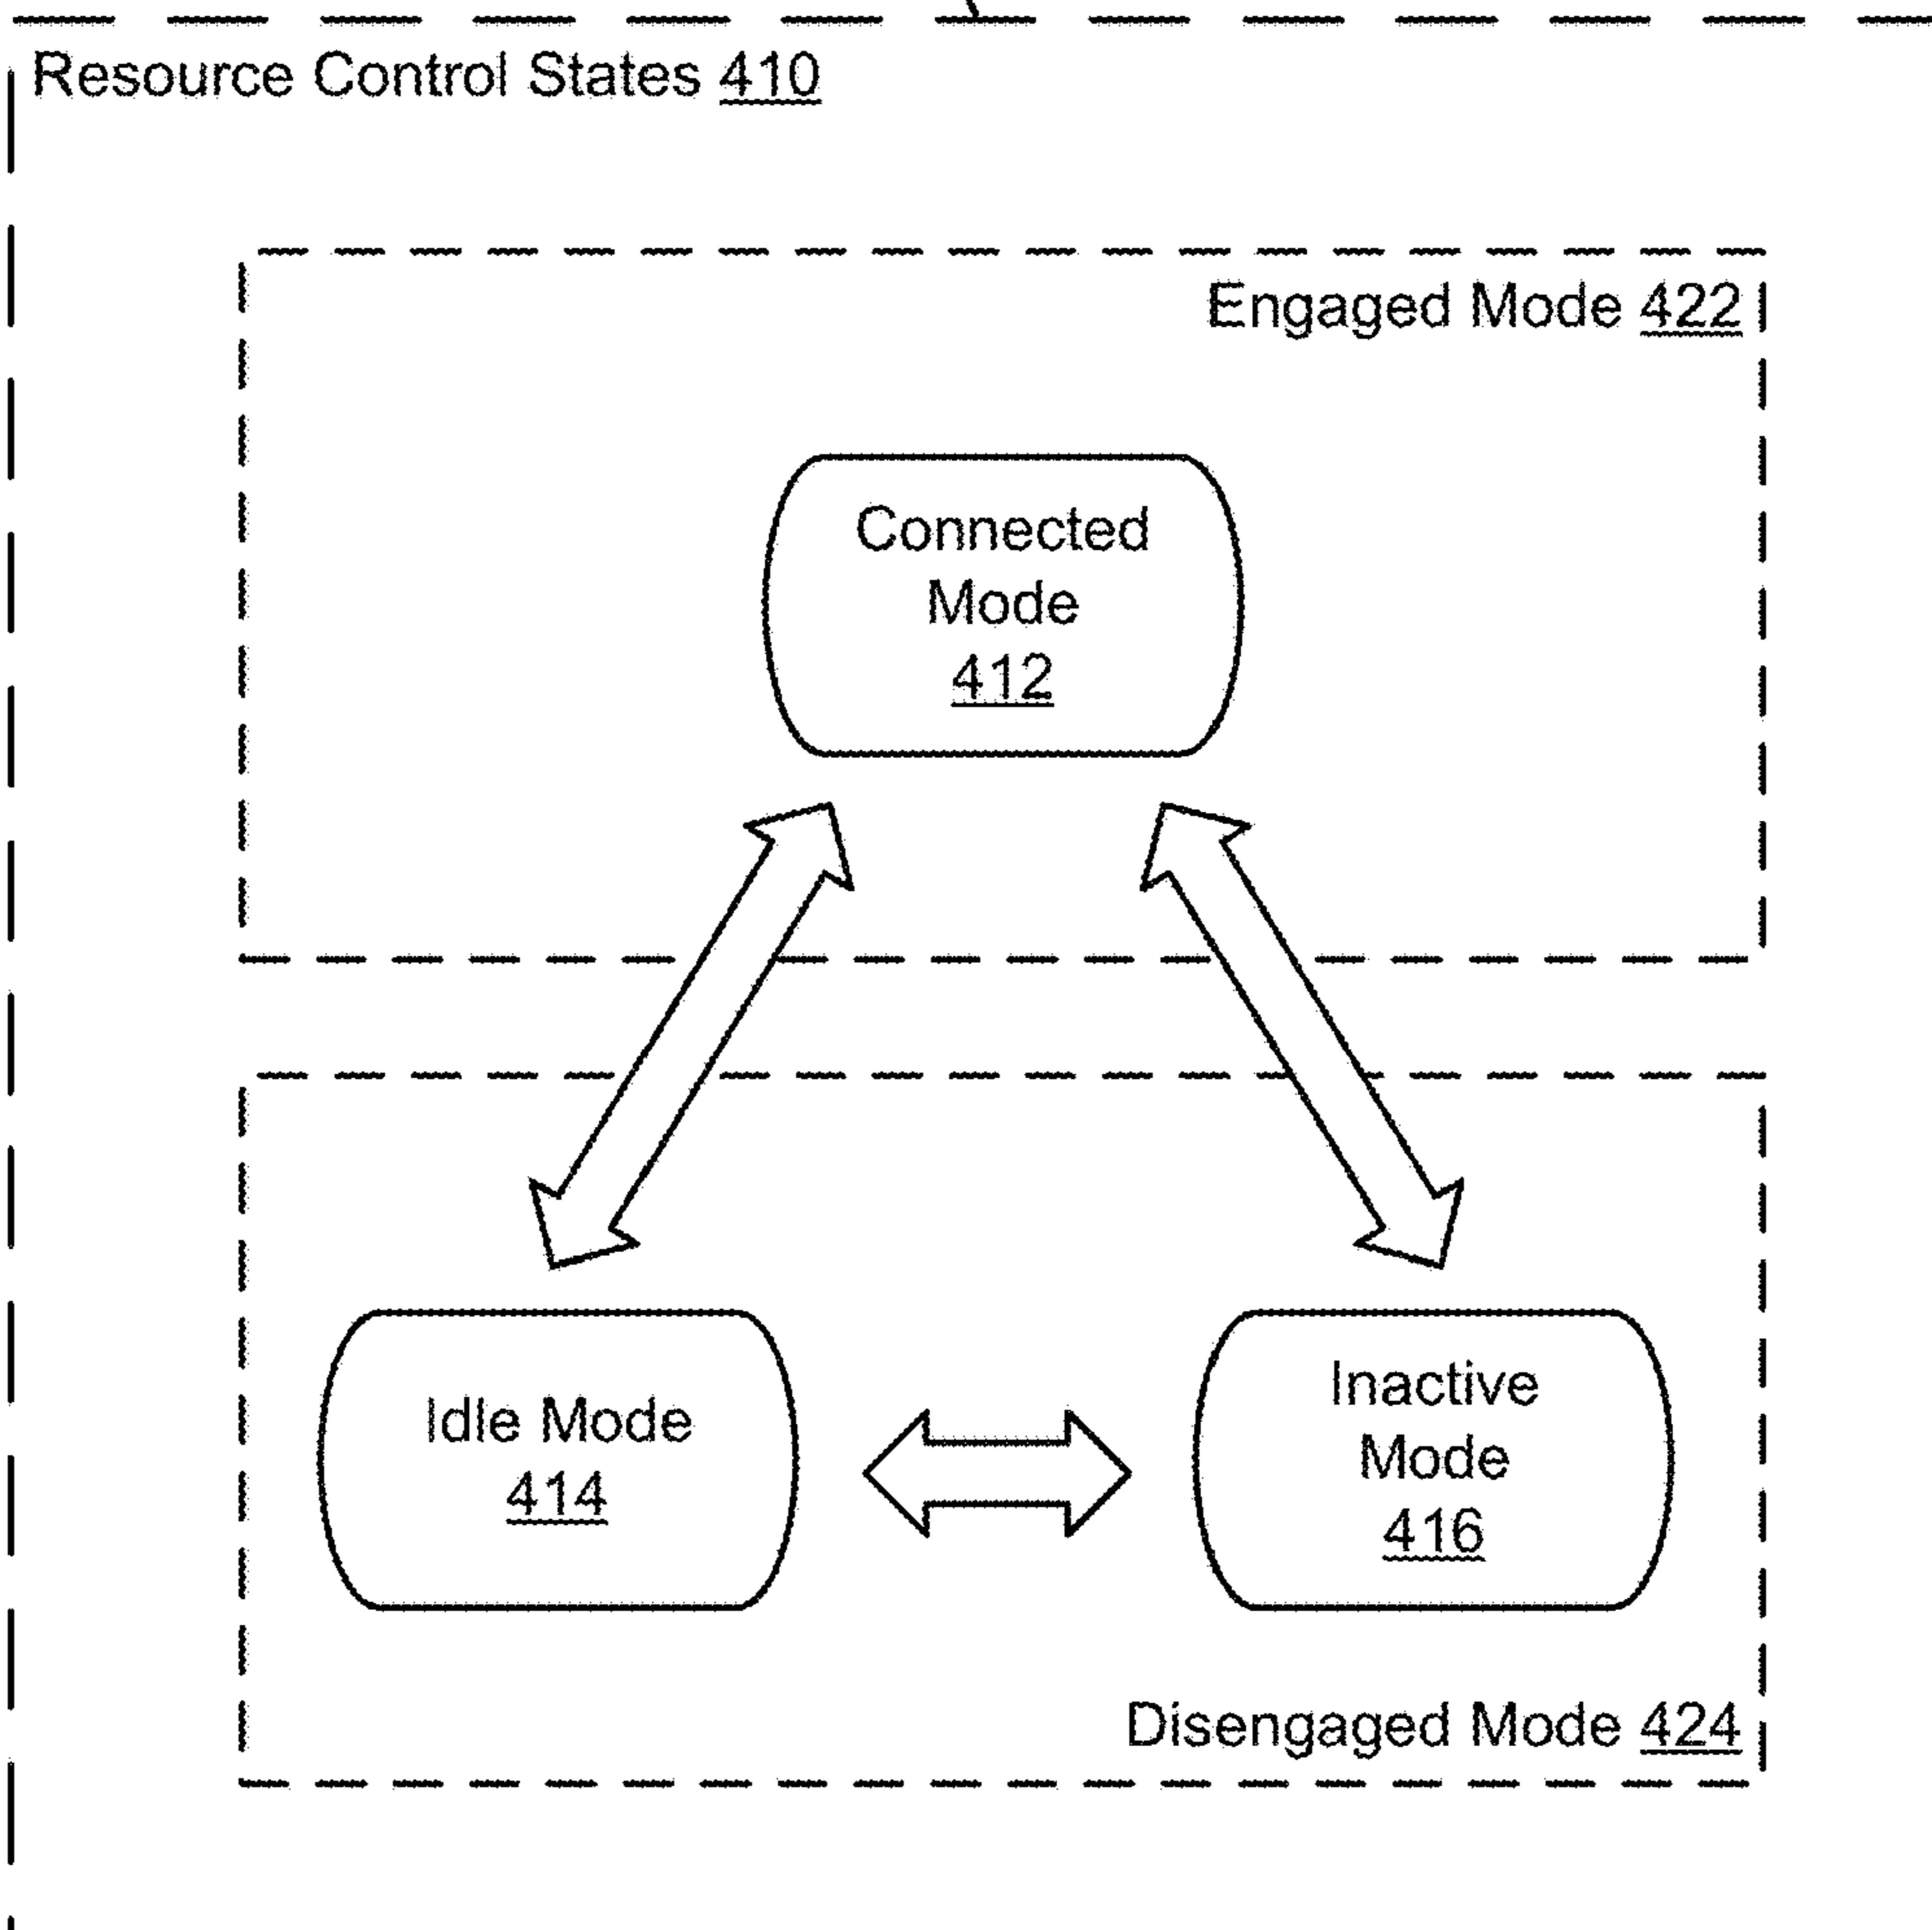 Resource Control States 410
Engaged Mode 422
Connected
Mode
412
Idle Mode
414
Inactive
Mode
416
Disengaged Mode 424